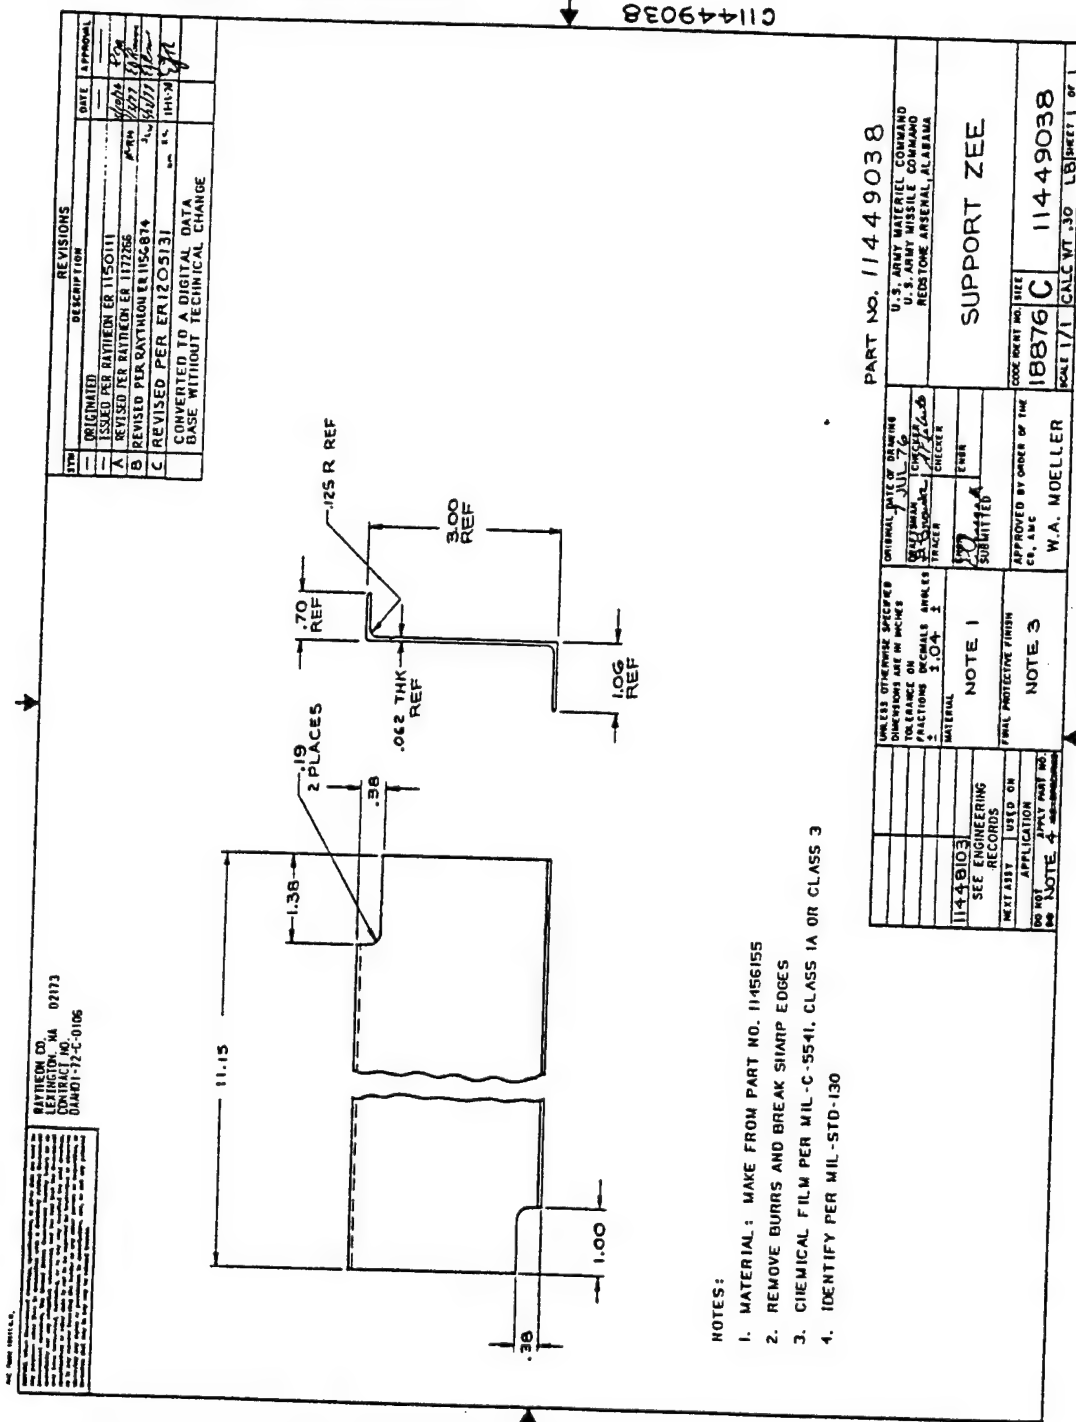 C11449038
REVISIONS
SYM DESCRIPTION DATE APPROVAL
— ORIGINATED — —
— ISSUED PER RAYTHEON ER 1150111
A REVISED PER RAYTHEON ER 1172266
B REVISED PER RAYTHEON ER 1156874
C REVISED PER ER1205131
CONVERTED TO A DIGITAL DATA
BASE WITHOUT TECHNICAL CHANGE
RAYTHEON CO.
LEXINGTON, MA 02173
CONTRACT NO.
DAAH01-72-C-0106
11.15
1.38
.19
2 PLACES
.38
1.00
.38
.70
REF
.125 R REF
.062 THK
REF
3.00
REF
1.06
REF
NOTES:
1. MATERIAL: MAKE FROM PART NO. 11456155
2. REMOVE BURRS AND BREAK SHARP EDGES
3. CHEMICAL FILM PER MIL-C-5541, CLASS 1A OR CLASS 3
4. IDENTIFY PER MIL-STD-130
PART NO. 11449038
11448103
SEE ENGINEERING
RECORDS
NEXT ASSY USED ON
APPLICATION
APPLY PART NO.
NOTE 4
UNLESS OTHERWISE SPECIFIED
DIMENSIONS ARE IN INCHES
TOLERANCE ON
FRACTIONS DECIMALS ANGLES
± ±.04 ±
MATERIAL
NOTE 1
FINAL PROTECTIVE FINISH
NOTE 3
ORIGINAL DATE OF DRAWING
7 JUL 76
DRAFTSMAN CHECKER
TRACER CHECKER
ENGR ENGR
SUBMITTED
APPROVED BY ORDER OF THE
CG, AMC
W.A. MOELLER
U.S. ARMY MATERIEL COMMAND
U.S. ARMY MISSILE COMMAND
REDSTONE ARSENAL, ALABAMA
SUPPORT ZEE
CODE IDENT NO. SIZE
18876 C 11449038
SCALE 1/1 CALC WT .30 LB SHEET 1 OF 1